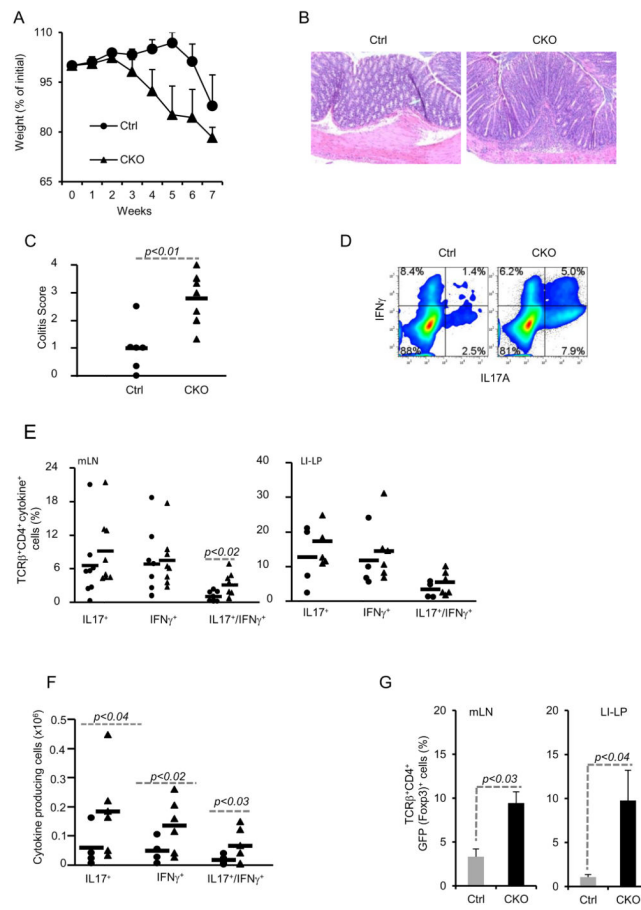 A
110
95
80
65
Weight (% of initial)
Ctrl
CKO
0 1 2 3 4 5 6 7
Weeks
B
Ctrl CKO
C
p<0.01
4
3
2
1
0
Colitis Score
Ctrl CKO
D
Ctrl CKO
8.4% 1.4% 6.2% 5.0%
88% 2.5% 81% 7.9%
IFNγ
IL17A
E
mLN
24
18
12
6
0
TCRβ⁺CD4⁺ cytokine⁺
cells (%)
p<0.02
IL17⁺ IFNγ⁺ IL17⁺/IFNγ⁺
LI-LP
40
30
20
10
0
IL17⁺ IFNγ⁺ IL17⁺/IFNγ⁺
F
0.5
0.4
0.3
0.2
0.1
0
Cytokine producing cells (x10⁶)
p<0.04
p<0.02
p<0.03
IL17⁺ IFNγ⁺ IL17⁺/IFNγ⁺
G
mLN
20
15
10
5
0
TCRβ⁺CD4⁺
GFP (Foxp3)⁺ cells (%)
p<0.03
Ctrl CKO
LI-LP
20
15
10
5
0
p<0.04
Ctrl CKO